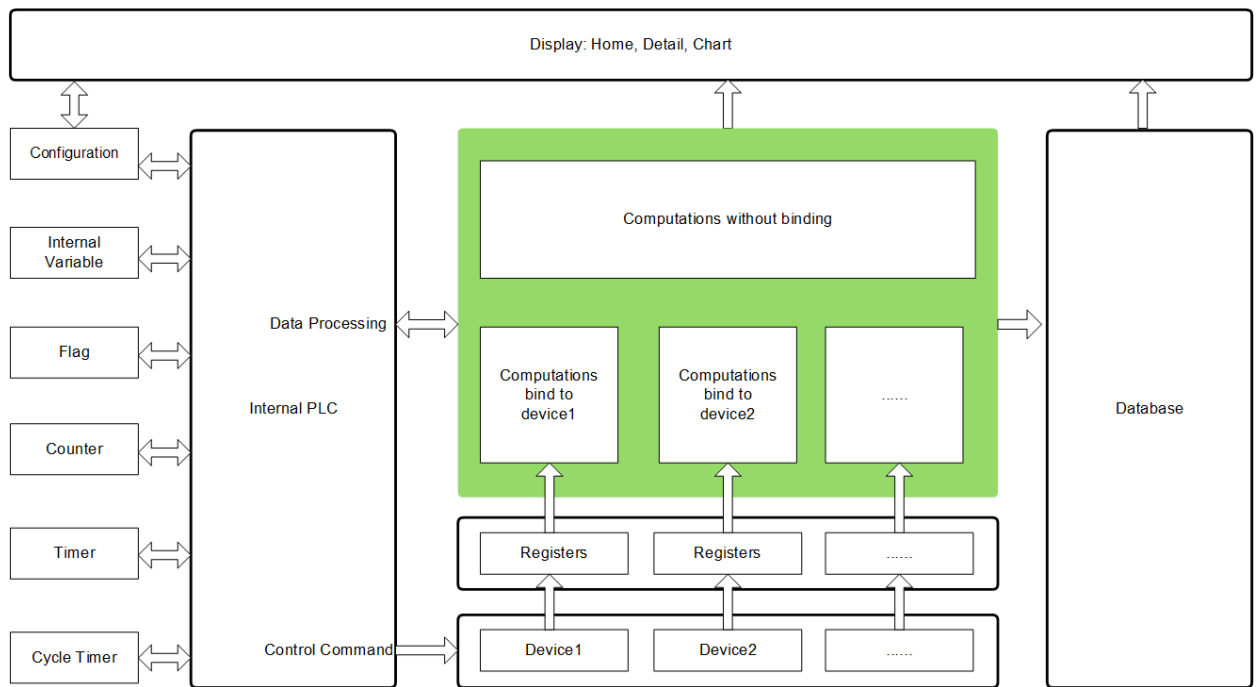 Display: Home, Detail, Chart
Configuration
Internal
Variable
Flag
Counter
Timer
Cycle Timer
Data Processing
Internal PLC
Control Command
Computations without binding
Computations
bind to
device1
Computations
bind to
device2
......
Registers
Registers
......
Device1
Device2
......
Database